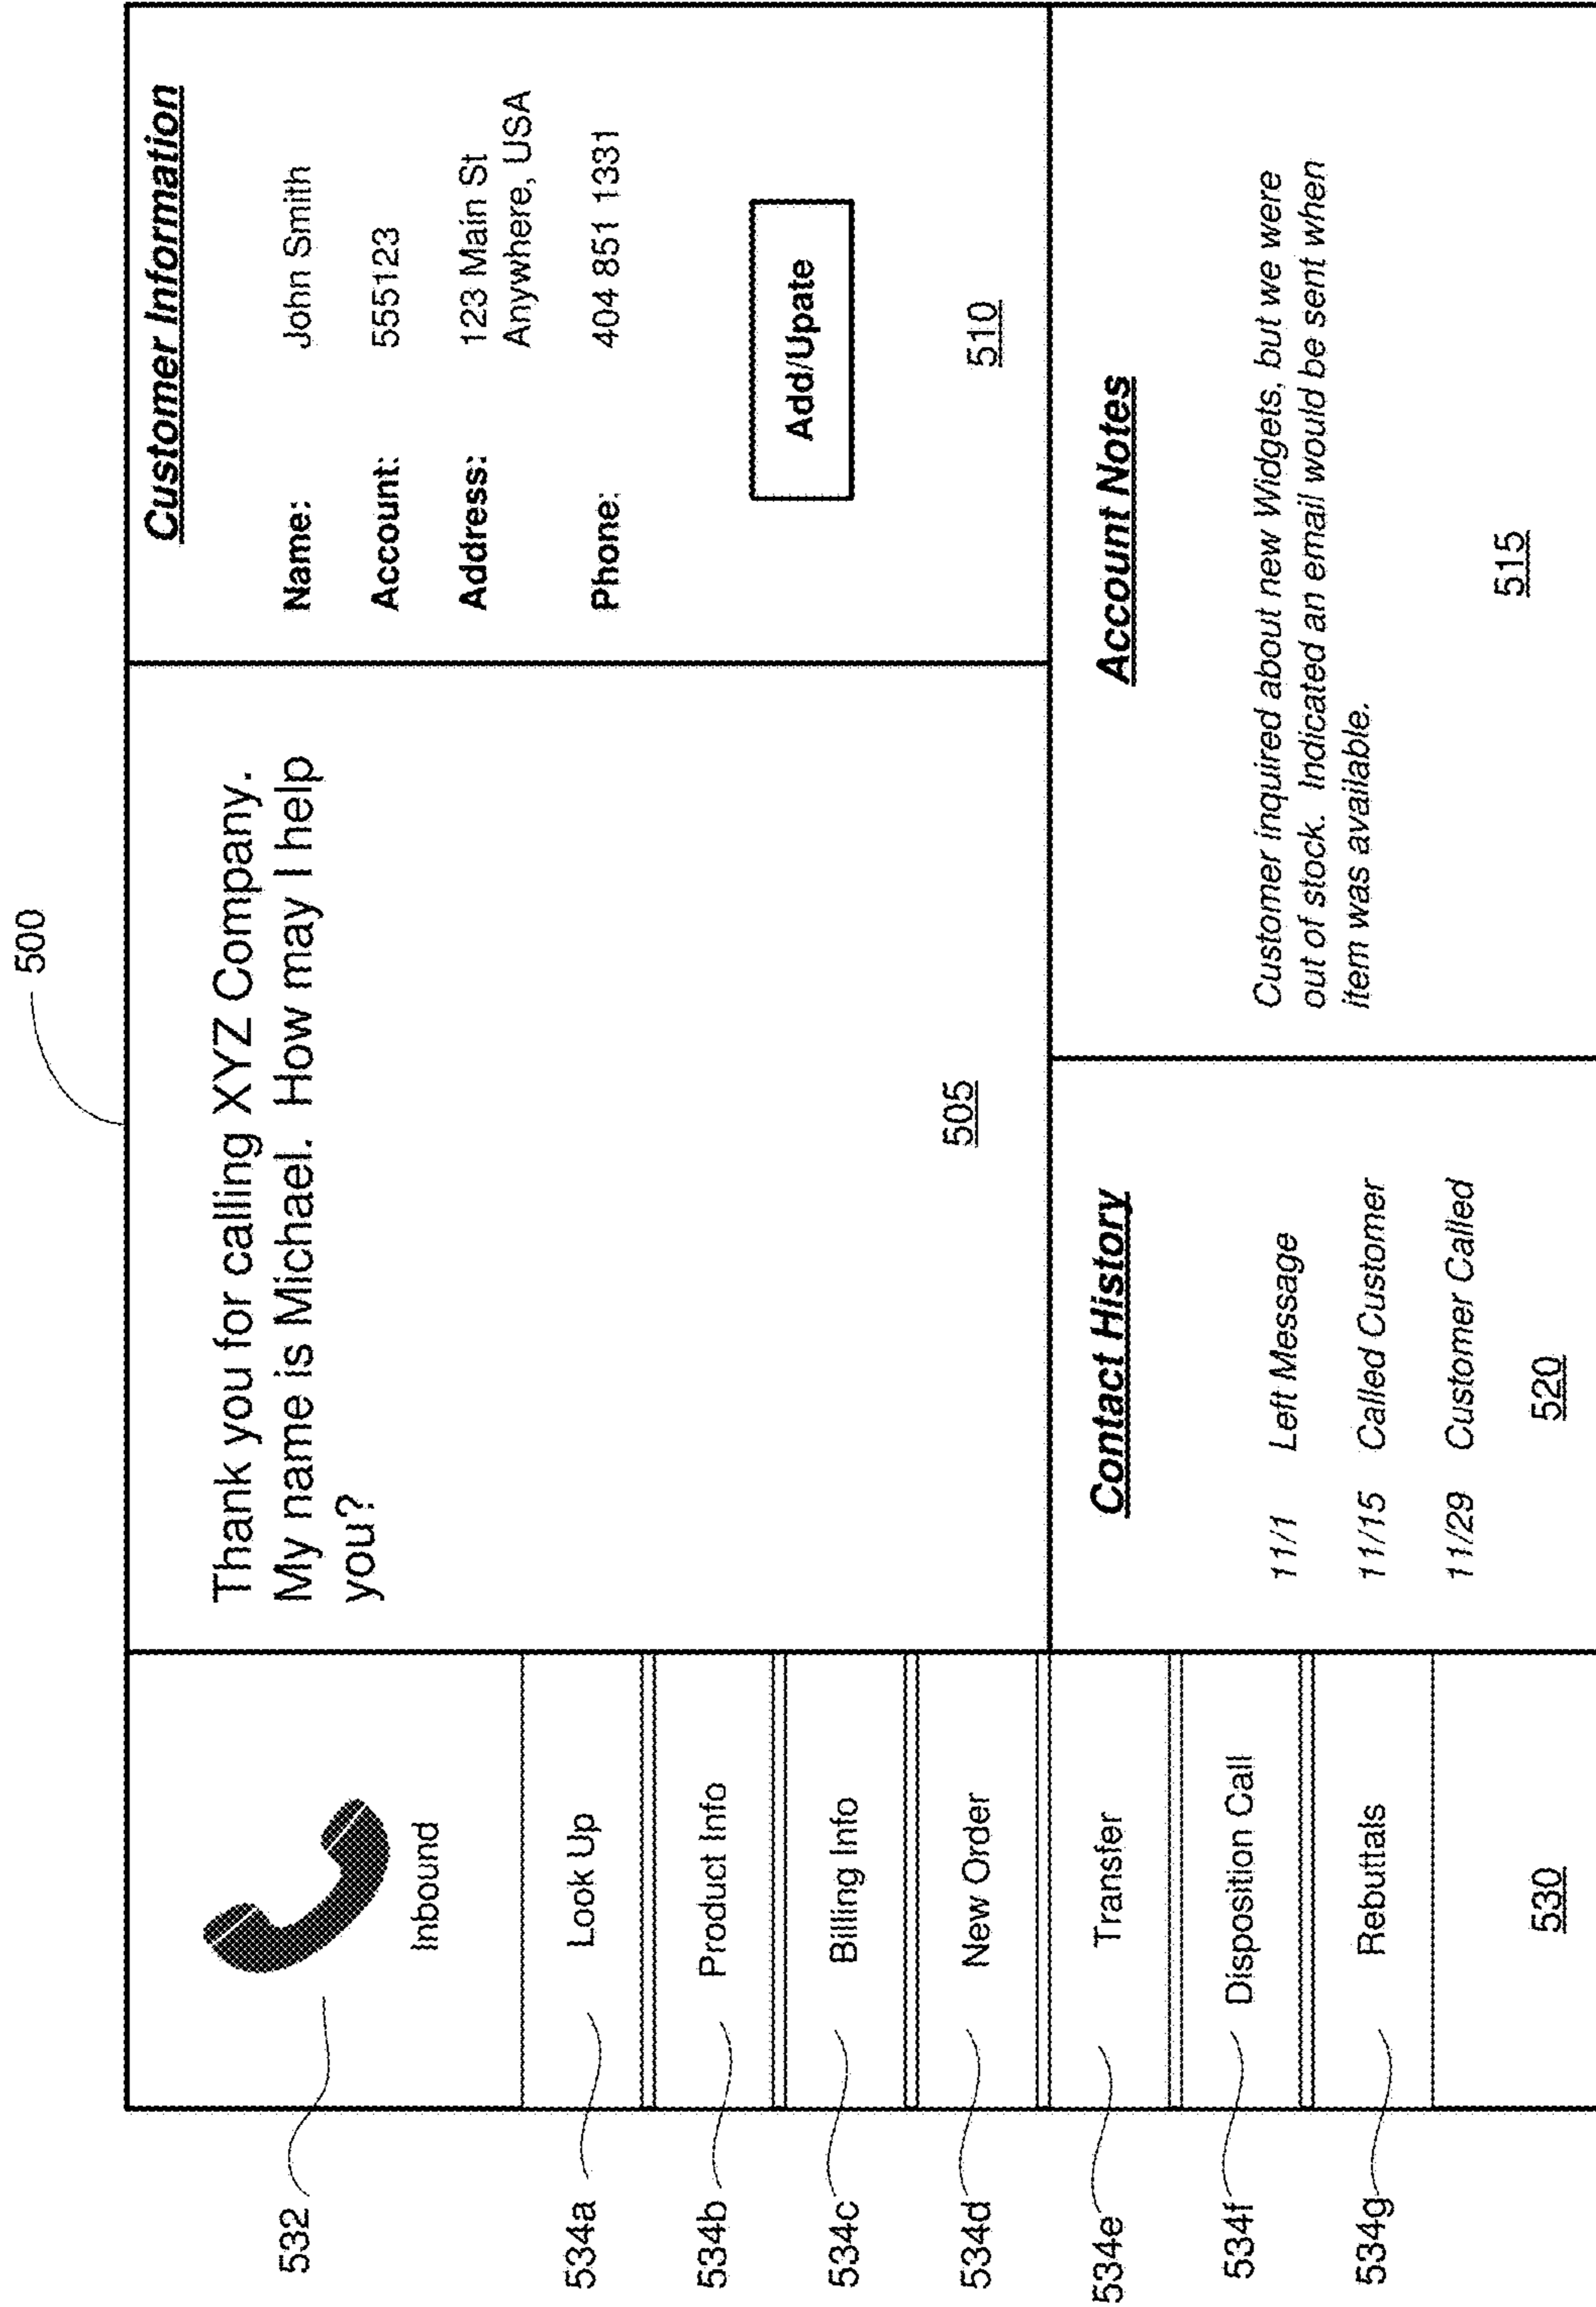 500
532
Inbound
534a
Look Up
534b
Product Info
534c
Billing Info
534d
New Order
534e
Transfer
534f
Disposition Call
534g
Rebuttals
530
Thank you for calling XYZ Company.
My name is Michael. How may I help
you?
505
Customer Information
Name: John Smith
Account: 555123
Address: 123 Main St
Anywhere, USA
Phone: 404 851 1331
Add/Upate
510
Contact History
11/1 Left Message
11/15 Called Customer
11/29 Customer Called
520
Account Notes
Customer inquired about new Widgets, but we were
out of stock. Indicated an email would be sent when
item was available.
515